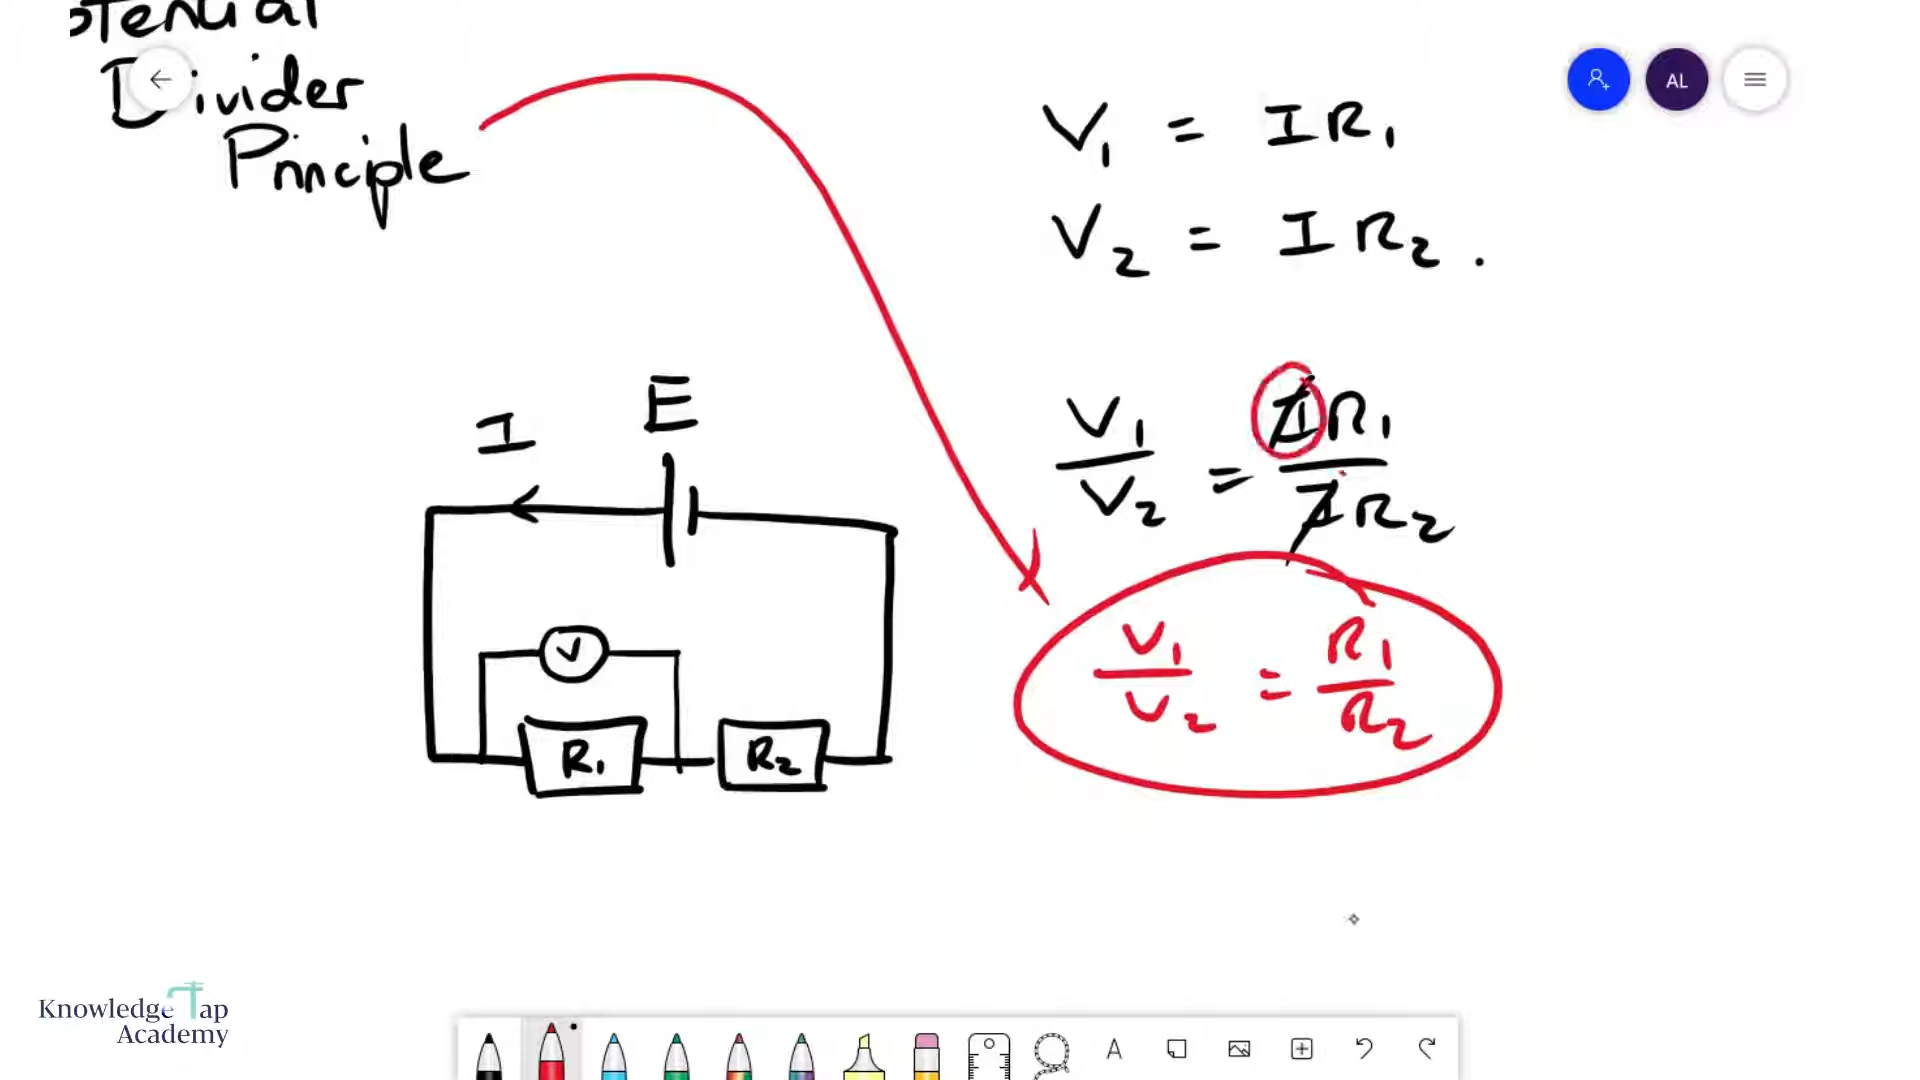 otential
Divider
Principle
V1 = IR1
V2 = IR2.
V1/V2 = IR1/IR2
V1/V2 = R1/R2
E
I
V
R1
R2
AL
Knowledge Tap
Academy
A